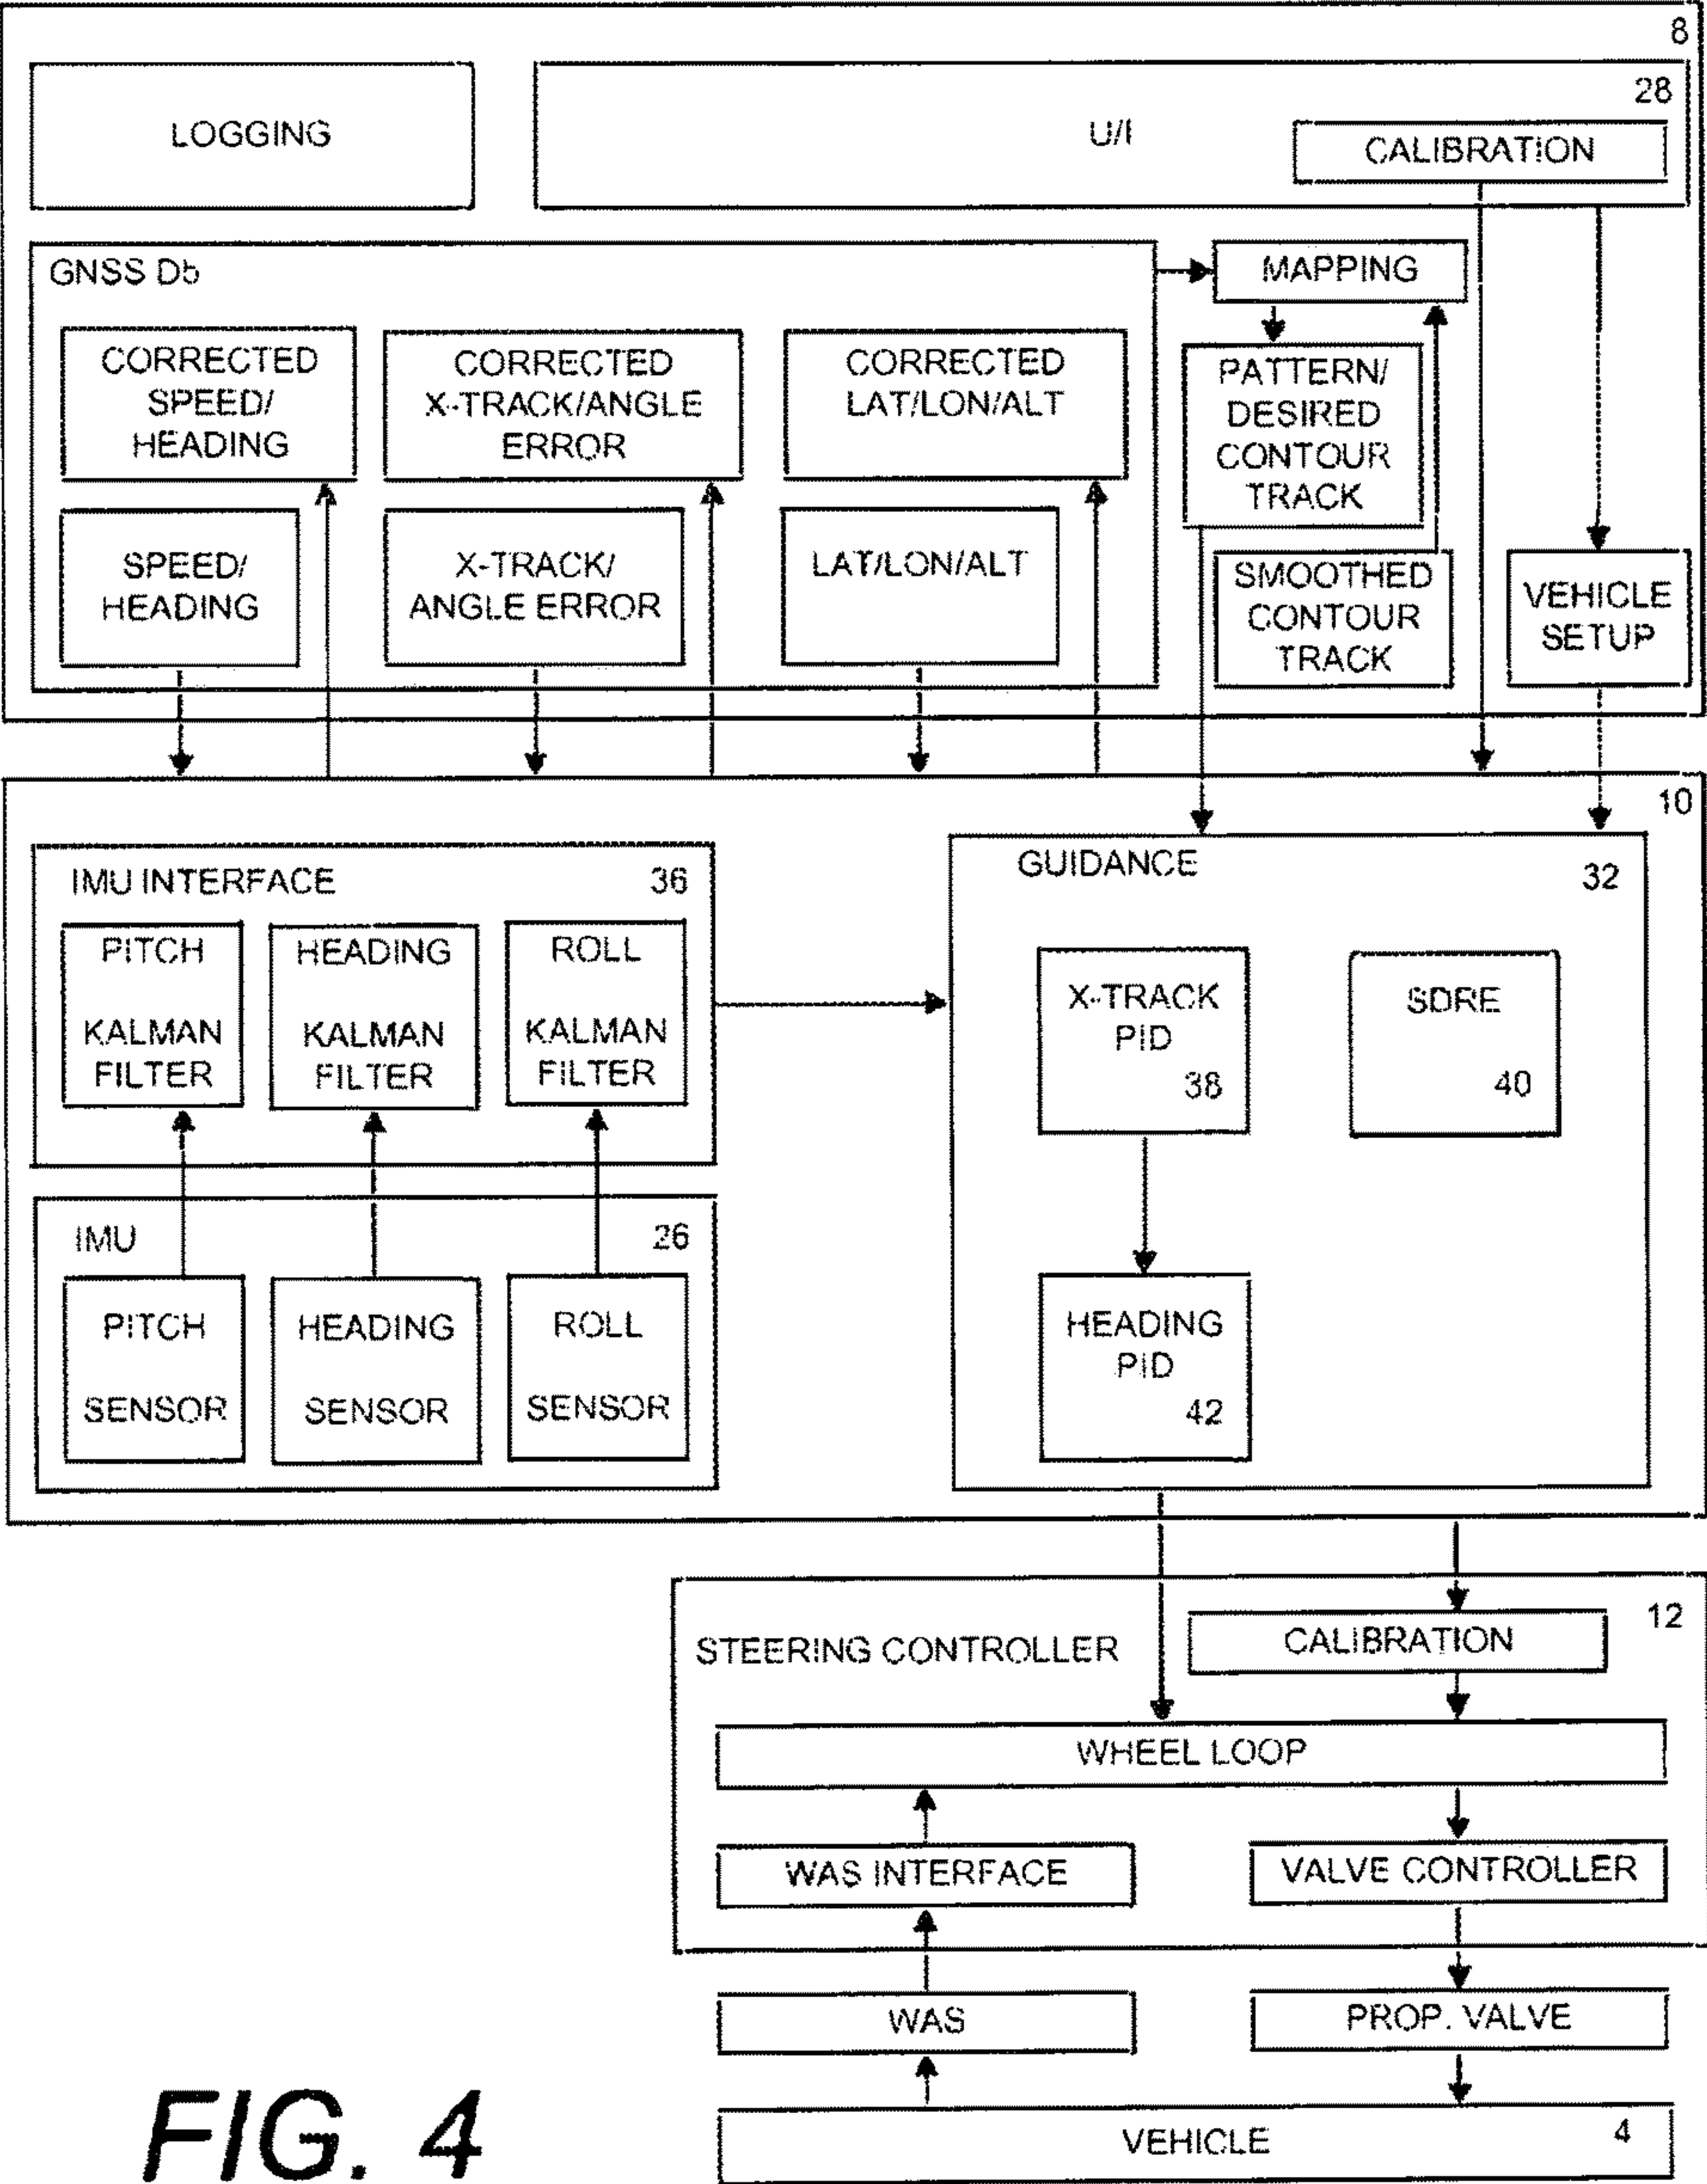 8
28
LOGGING
U/I
CALIBRATION
GNSS Db
MAPPING
CORRECTED
SPEED/
HEADING
CORRECTED
X-TRACK/ANGLE
ERROR
CORRECTED
LAT/LON/ALT
PATTERN/
DESIRED
CONTOUR
TRACK
SPEED/
HEADING
X-TRACK/
ANGLE ERROR
LAT/LON/ALT
SMOOTHED
CONTOUR
TRACK
VEHICLE
SETUP
10
IMU INTERFACE
36
PITCH
KALMAN
FILTER
HEADING
KALMAN
FILTER
ROLL
KALMAN
FILTER
GUIDANCE
32
X-TRACK
PID
38
SDRE
40
IMU
26
PITCH
SENSOR
HEADING
SENSOR
ROLL
SENSOR
HEADING
PID
42
12
STEERING CONTROLLER
CALIBRATION
WHEEL LOOP
WAS INTERFACE
VALVE CONTROLLER
WAS
PROP. VALVE
VEHICLE
4
FIG. 4